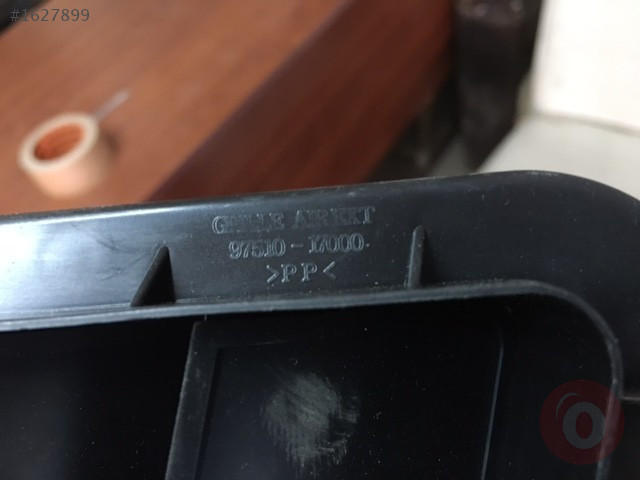 #1627899
GRILLE AIR EXT
97510-17000
>PP<